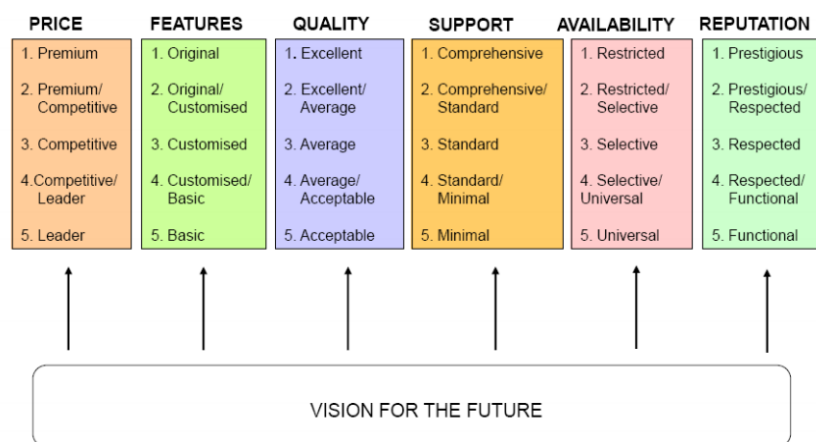 PRICE
1. Premium
2. Premium/
Competitive
3. Competitive
4.Competitive/
Leader
5. Leader
FEATURES
1. Original
2. Original/
Customised
3. Customised
4. Customised/
Basic
5. Basic
QUALITY
1. Excellent
2. Excellent/
Average
3. Average
4. Average/
Acceptable
5. Acceptable
SUPPORT
1. Comprehensive
2. Comprehensive/
Standard
3. Standard
4. Standard/
Minimal
5. Minimal
AVAILABILITY
1. Restricted
2. Restricted/
Selective
3. Selective
4. Selective/
Universal
5. Universal
REPUTATION
1. Prestigious
2. Prestigious/
Respected
3. Respected
4. Respected/
Functional
5. Functional
VISION FOR THE FUTURE